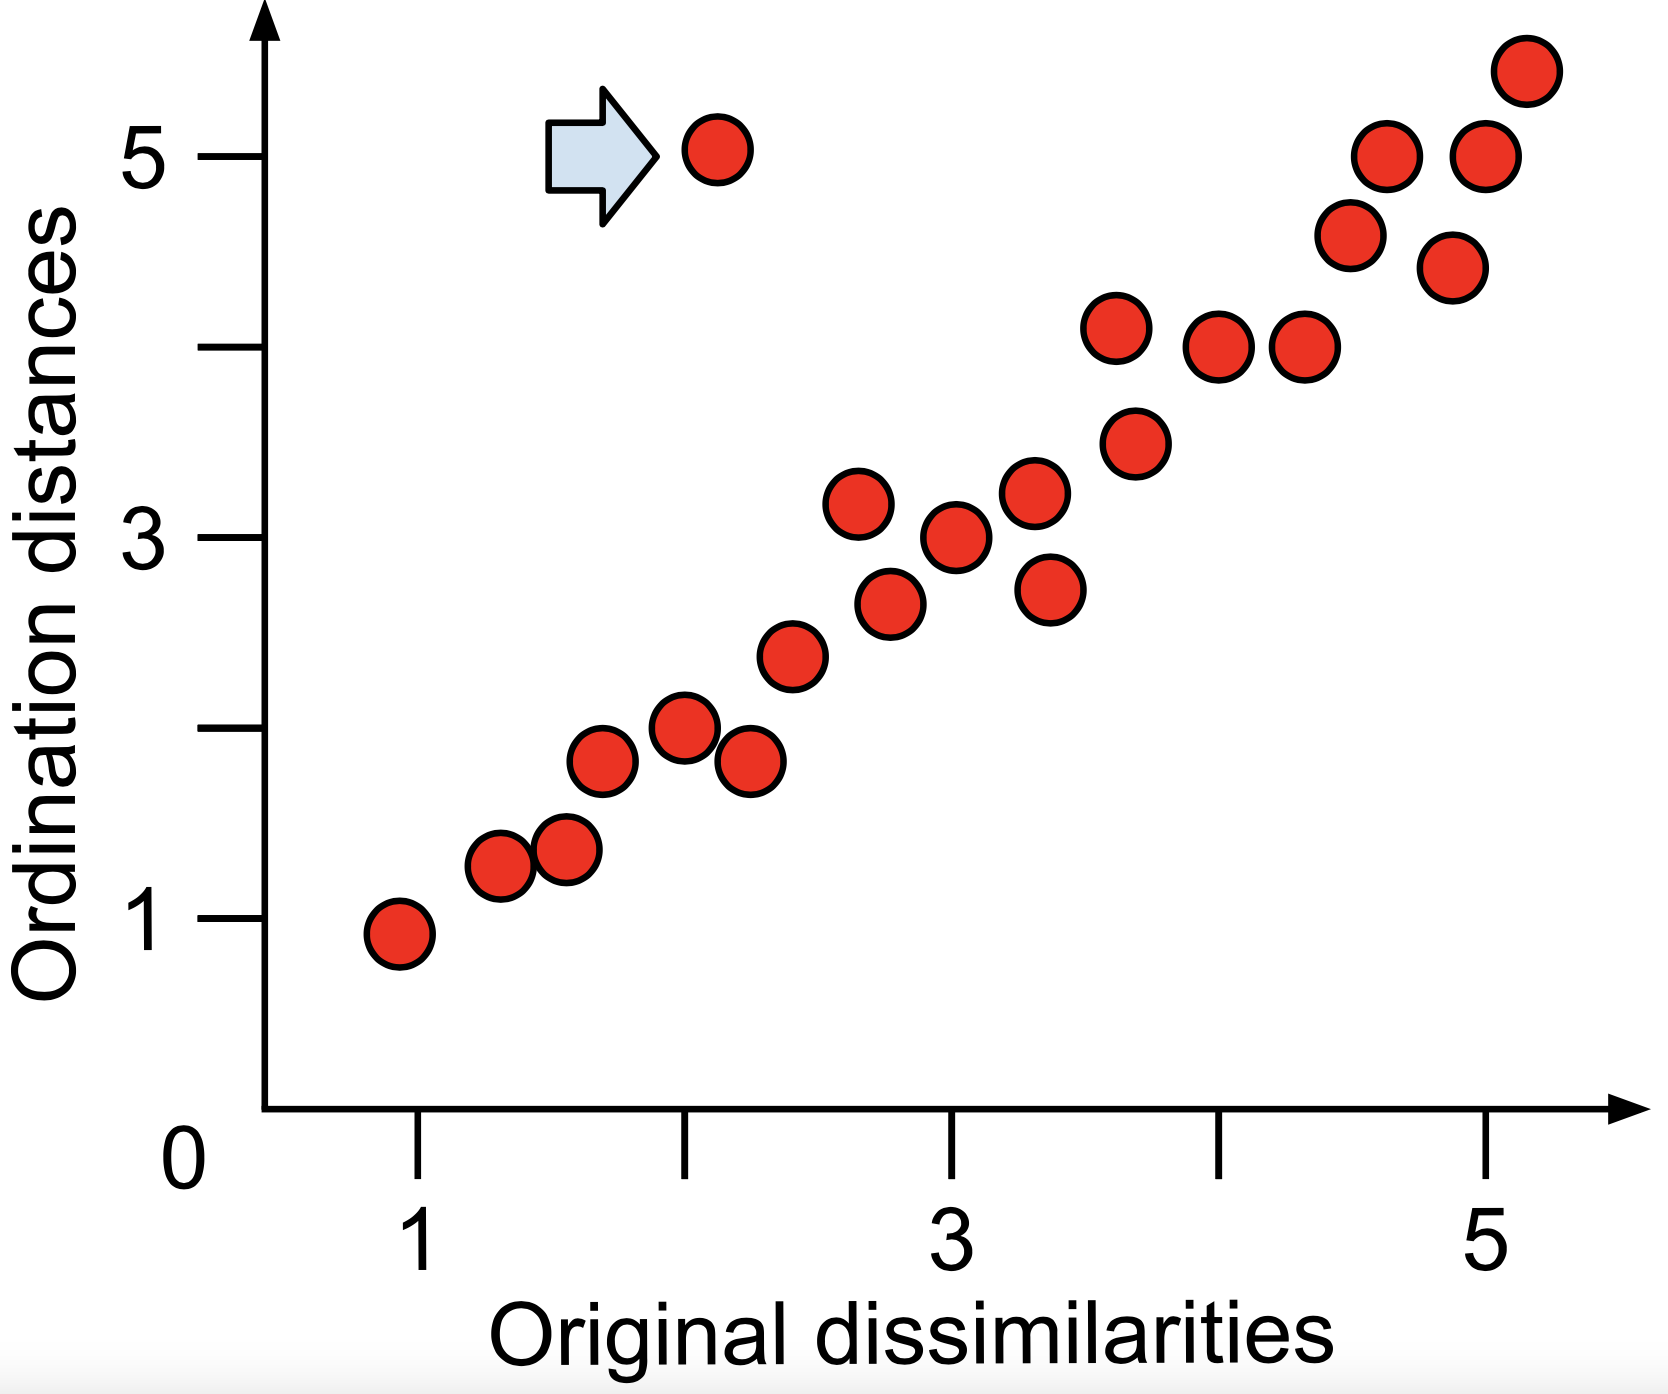 Ordination distances
5
3
1
0
1 3 5
Original dissimilarities